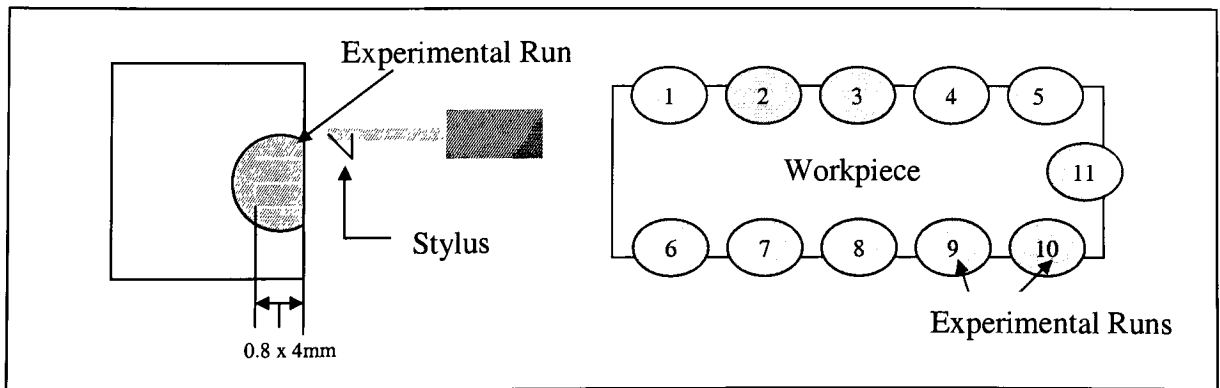 Experimental Run
Stylus
0.8 x 4mm
1 2 3 4 5
Workpiece
11
6 7 8 9 10
Experimental Runs